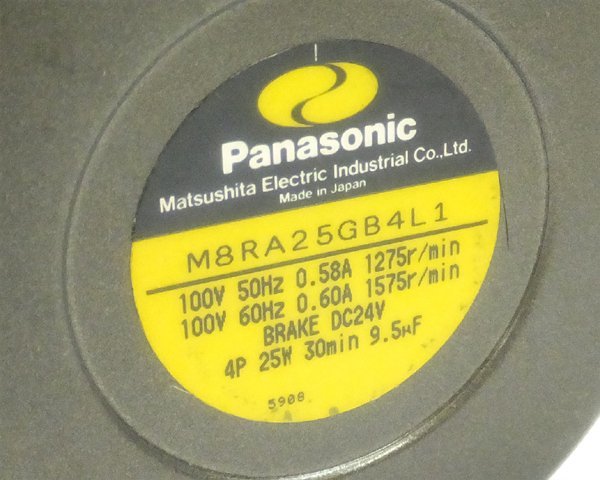 Panasonic
Matsushita Electric Industrial Co.,Ltd.
Made in Japan
M8RA25GB4L1
100V 50Hz 0.58A 1275r/min
100V 60Hz 0.60A 1575r/min
BRAKE DC24V
4P 25W 30min 9.5μF
5908